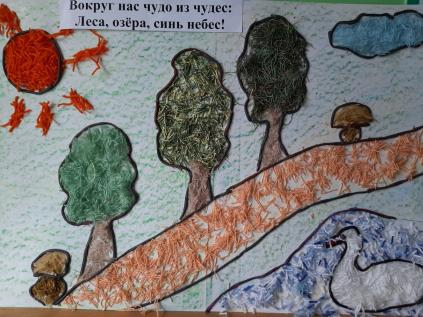 Вокруг нас чудо из чудес:
Леса, озёра, синь небес!